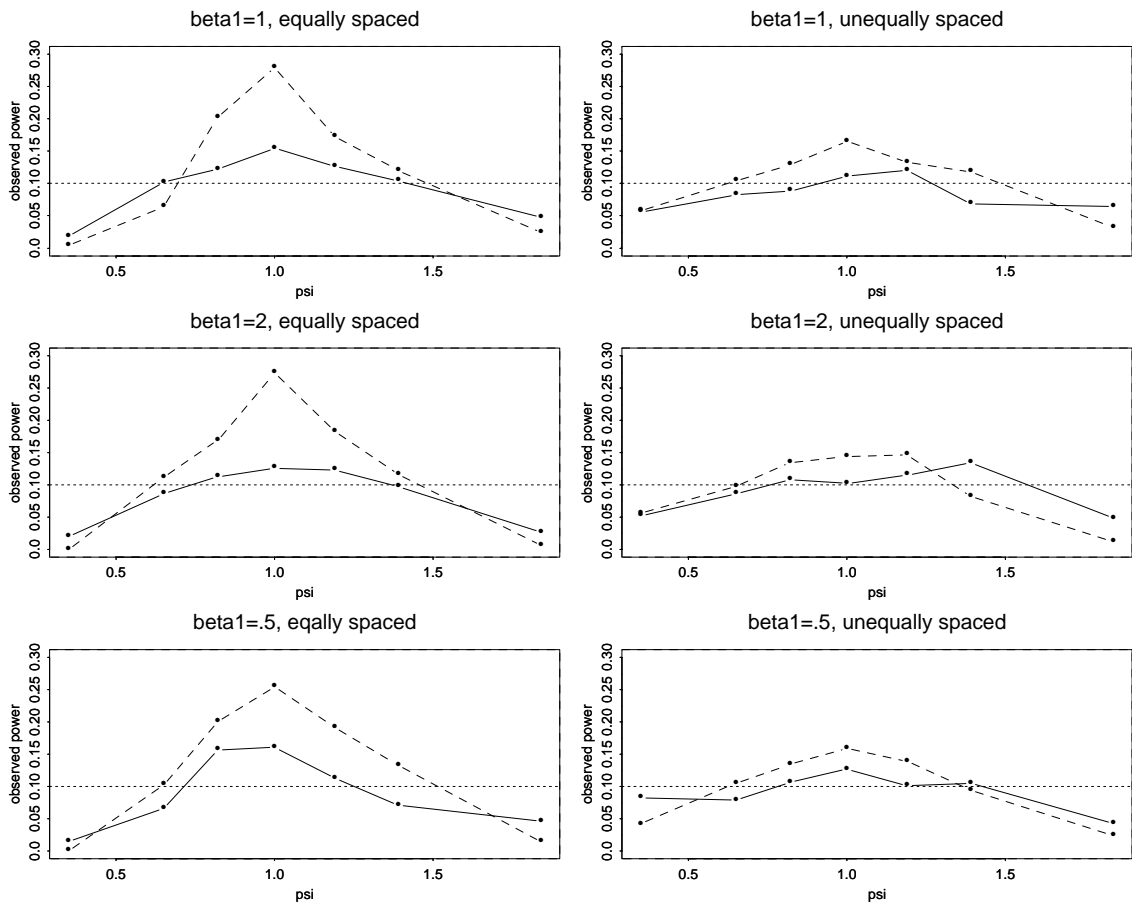 beta1=1, equally spaced
observed power
0.0 0.05 0.10 0.15 0.20 0.25 0.30
0.5 1.0 1.5
psi
beta1=1, unequally spaced
observed power
0.0 0.05 0.10 0.15 0.20 0.25 0.30
0.5 1.0 1.5
psi
beta1=2, equally spaced
observed power
0.0 0.05 0.10 0.15 0.20 0.25 0.30
0.5 1.0 1.5
psi
beta1=2, unequally spaced
observed power
0.0 0.05 0.10 0.15 0.20 0.25 0.30
0.5 1.0 1.5
psi
beta1=.5, eqally spaced
observed power
0.0 0.05 0.10 0.15 0.20 0.25 0.30
0.5 1.0 1.5
psi
beta1=.5, unequally spaced
observed power
0.0 0.05 0.10 0.15 0.20 0.25 0.30
0.5 1.0 1.5
psi